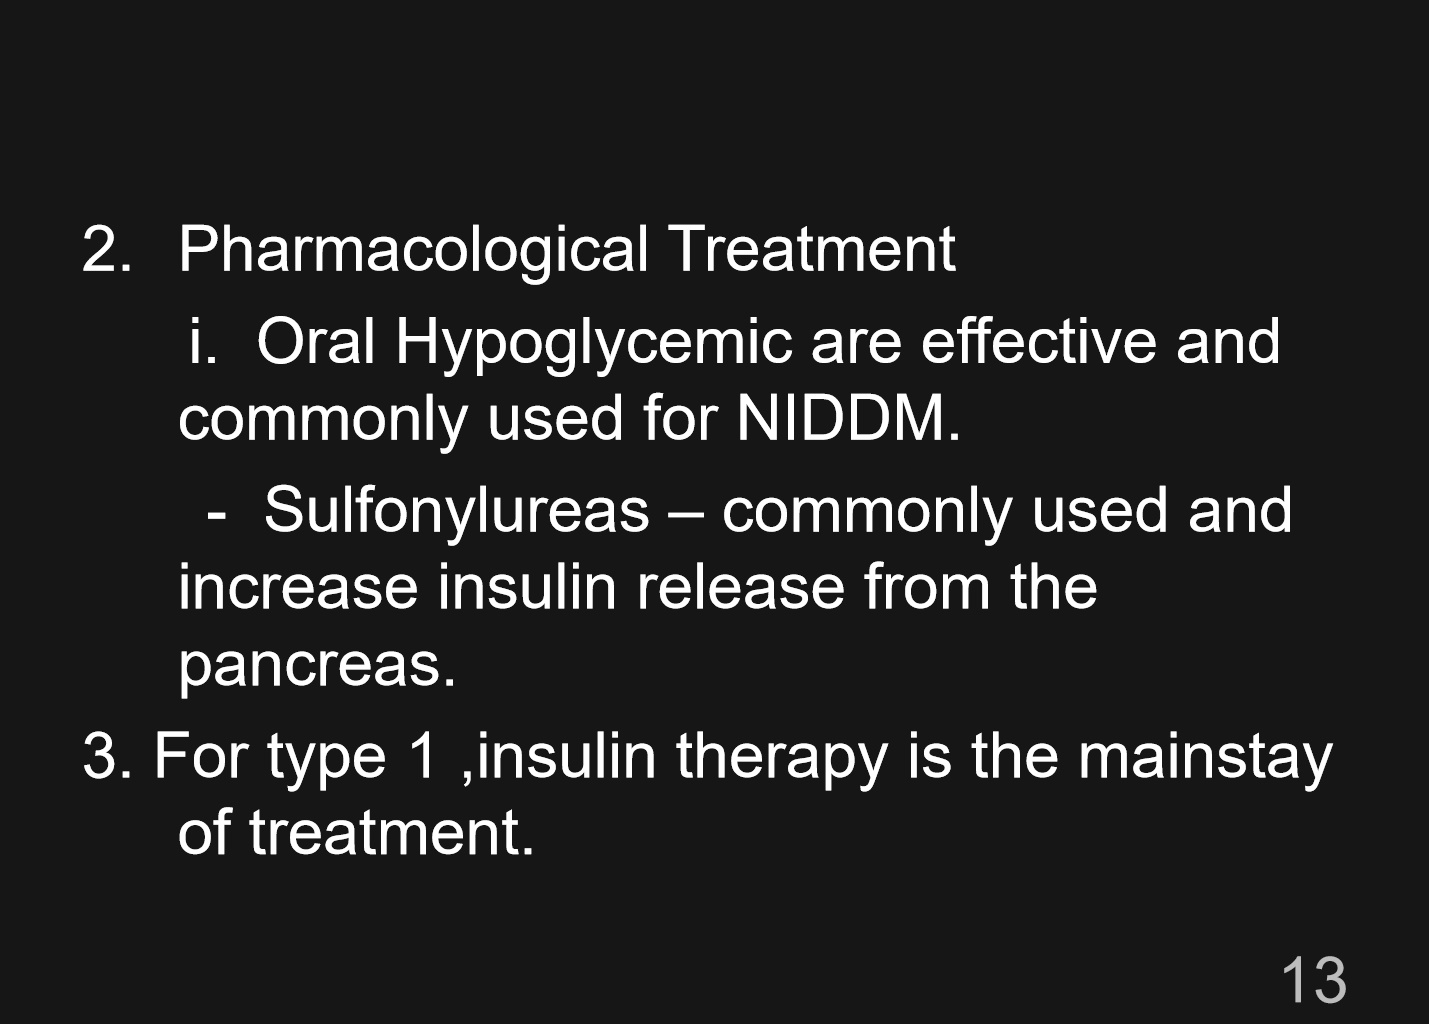 2. Pharmacological Treatment
i. Oral Hypoglycemic are effective and
commonly used for NIDDM.
- Sulfonylureas – commonly used and
increase insulin release from the
pancreas.
3. For type 1 ,insulin therapy is the mainstay
of treatment.
13